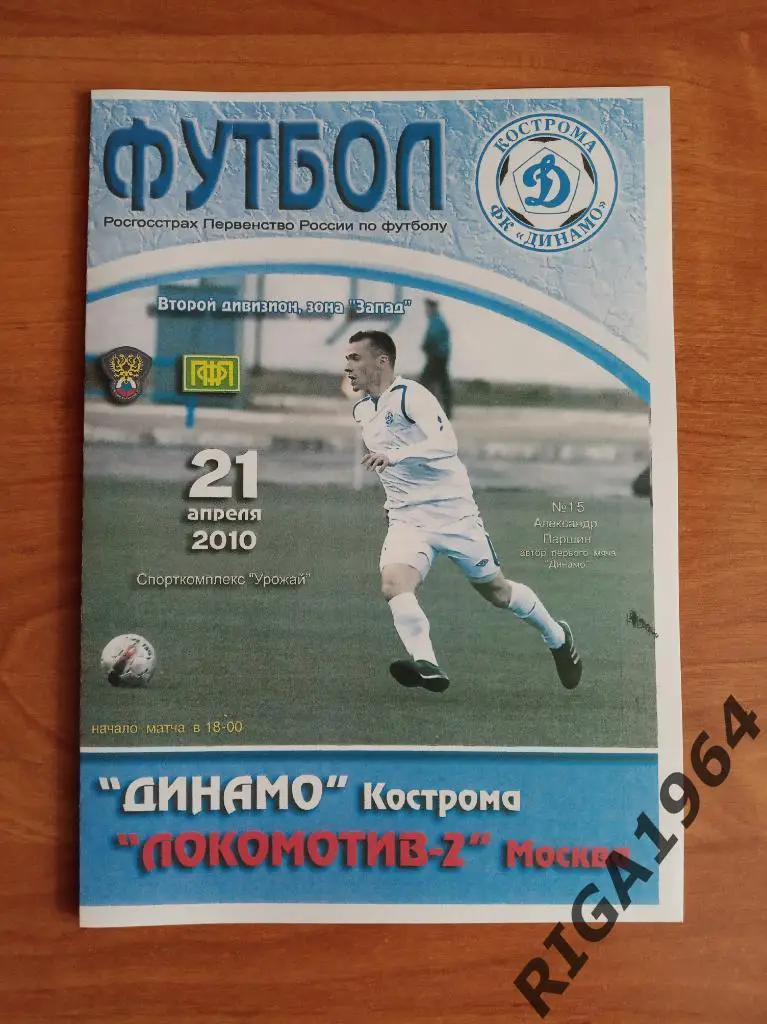 ФУТБОЛ
Росгосстрах Первенство России по футболу
КОСТРОМА
Д
ФК «ДИНАМО»
Второй дивизион, зона "Запад"
ПФЛ
21
апреля
2010
Спорткомплекс "Урожай"
№15
Александр
Паршин
автор первого мяча
"Динамо"
начало матча в 18-00
"ДИНАМО" Кострома
"ЛОКОМОТИВ-2" Москва
RIGA1964